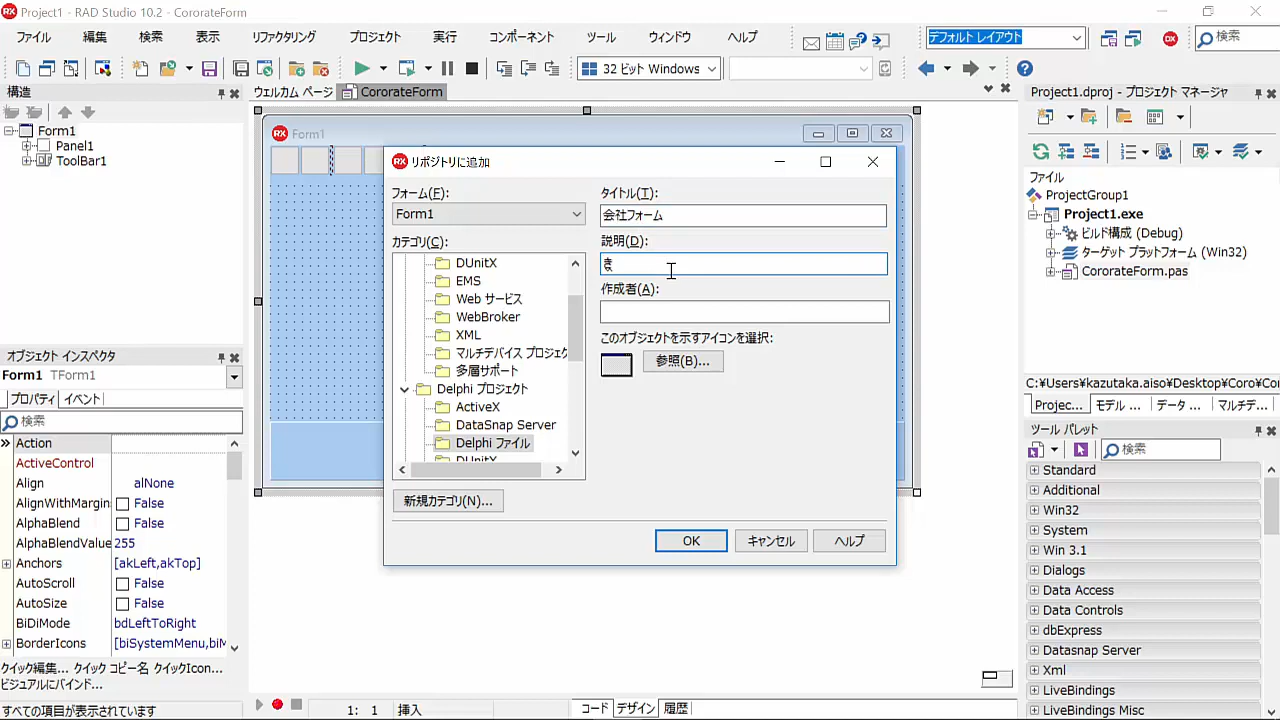 Project1 - RAD Studio 10.2 - CororateForm
ファイル 編集 検索 表示 リファクタリング プロジェクト 実行 コンポーネント ツール ウィンドウ ヘルプ
デフォルト レイアウト
検索
32 ビット Windows
構造
Form1
Panel1
ToolBar1
ウェルカム ページ
CororateForm
Form1
リポジトリに追加
フォーム(F):
Form1
カテゴリ(C):
DUnitX
EMS
Web サービス
WebBroker
XML
マルチデバイス プロジェク
多層サポート
Delphi プロジェクト
ActiveX
DataSnap Server
Delphi ファイル
DUnitX
新規カテゴリ(N)...
タイトル(T):
会社フォーム
説明(D):
き
作成者(A):
このオブジェクトを示すアイコンを選択:
参照(B)...
OK
キャンセル
ヘルプ
オブジェクト インスペクタ
Form1 TForm1
プロパティ イベント
検索
Action
ActiveControl
Align alNone
AlignWithMargin False
AlphaBlend False
AlphaBlendValue 255
Anchors [akLeft,akTop]
AutoScroll False
AutoSize False
BiDiMode bdLeftToRight
BorderIcons [biSystemMenu,biM
クイック編集... クイック コピー名 クイックIcon...
ビジュアルにバインド...
すべての項目が表示されています
1: 1 挿入
コード デザイン 履歴
Project1.dproj - プロジェクト マネージャ
ファイル
ProjectGroup1
Project1.exe
ビルド構成 (Debug)
ターゲット プラットフォーム (Win32)
CororateForm.pas
C:¥Users¥kazutaka.aiso¥Desktop¥Coro¥Cor
Projec... モデル ... データ ... マルチデ...
ツール パレット
検索
Standard
Additional
Win32
System
Win 3.1
Dialogs
Data Access
Data Controls
dbExpress
Datasnap Server
Xml
LiveBindings
LiveBindings Misc